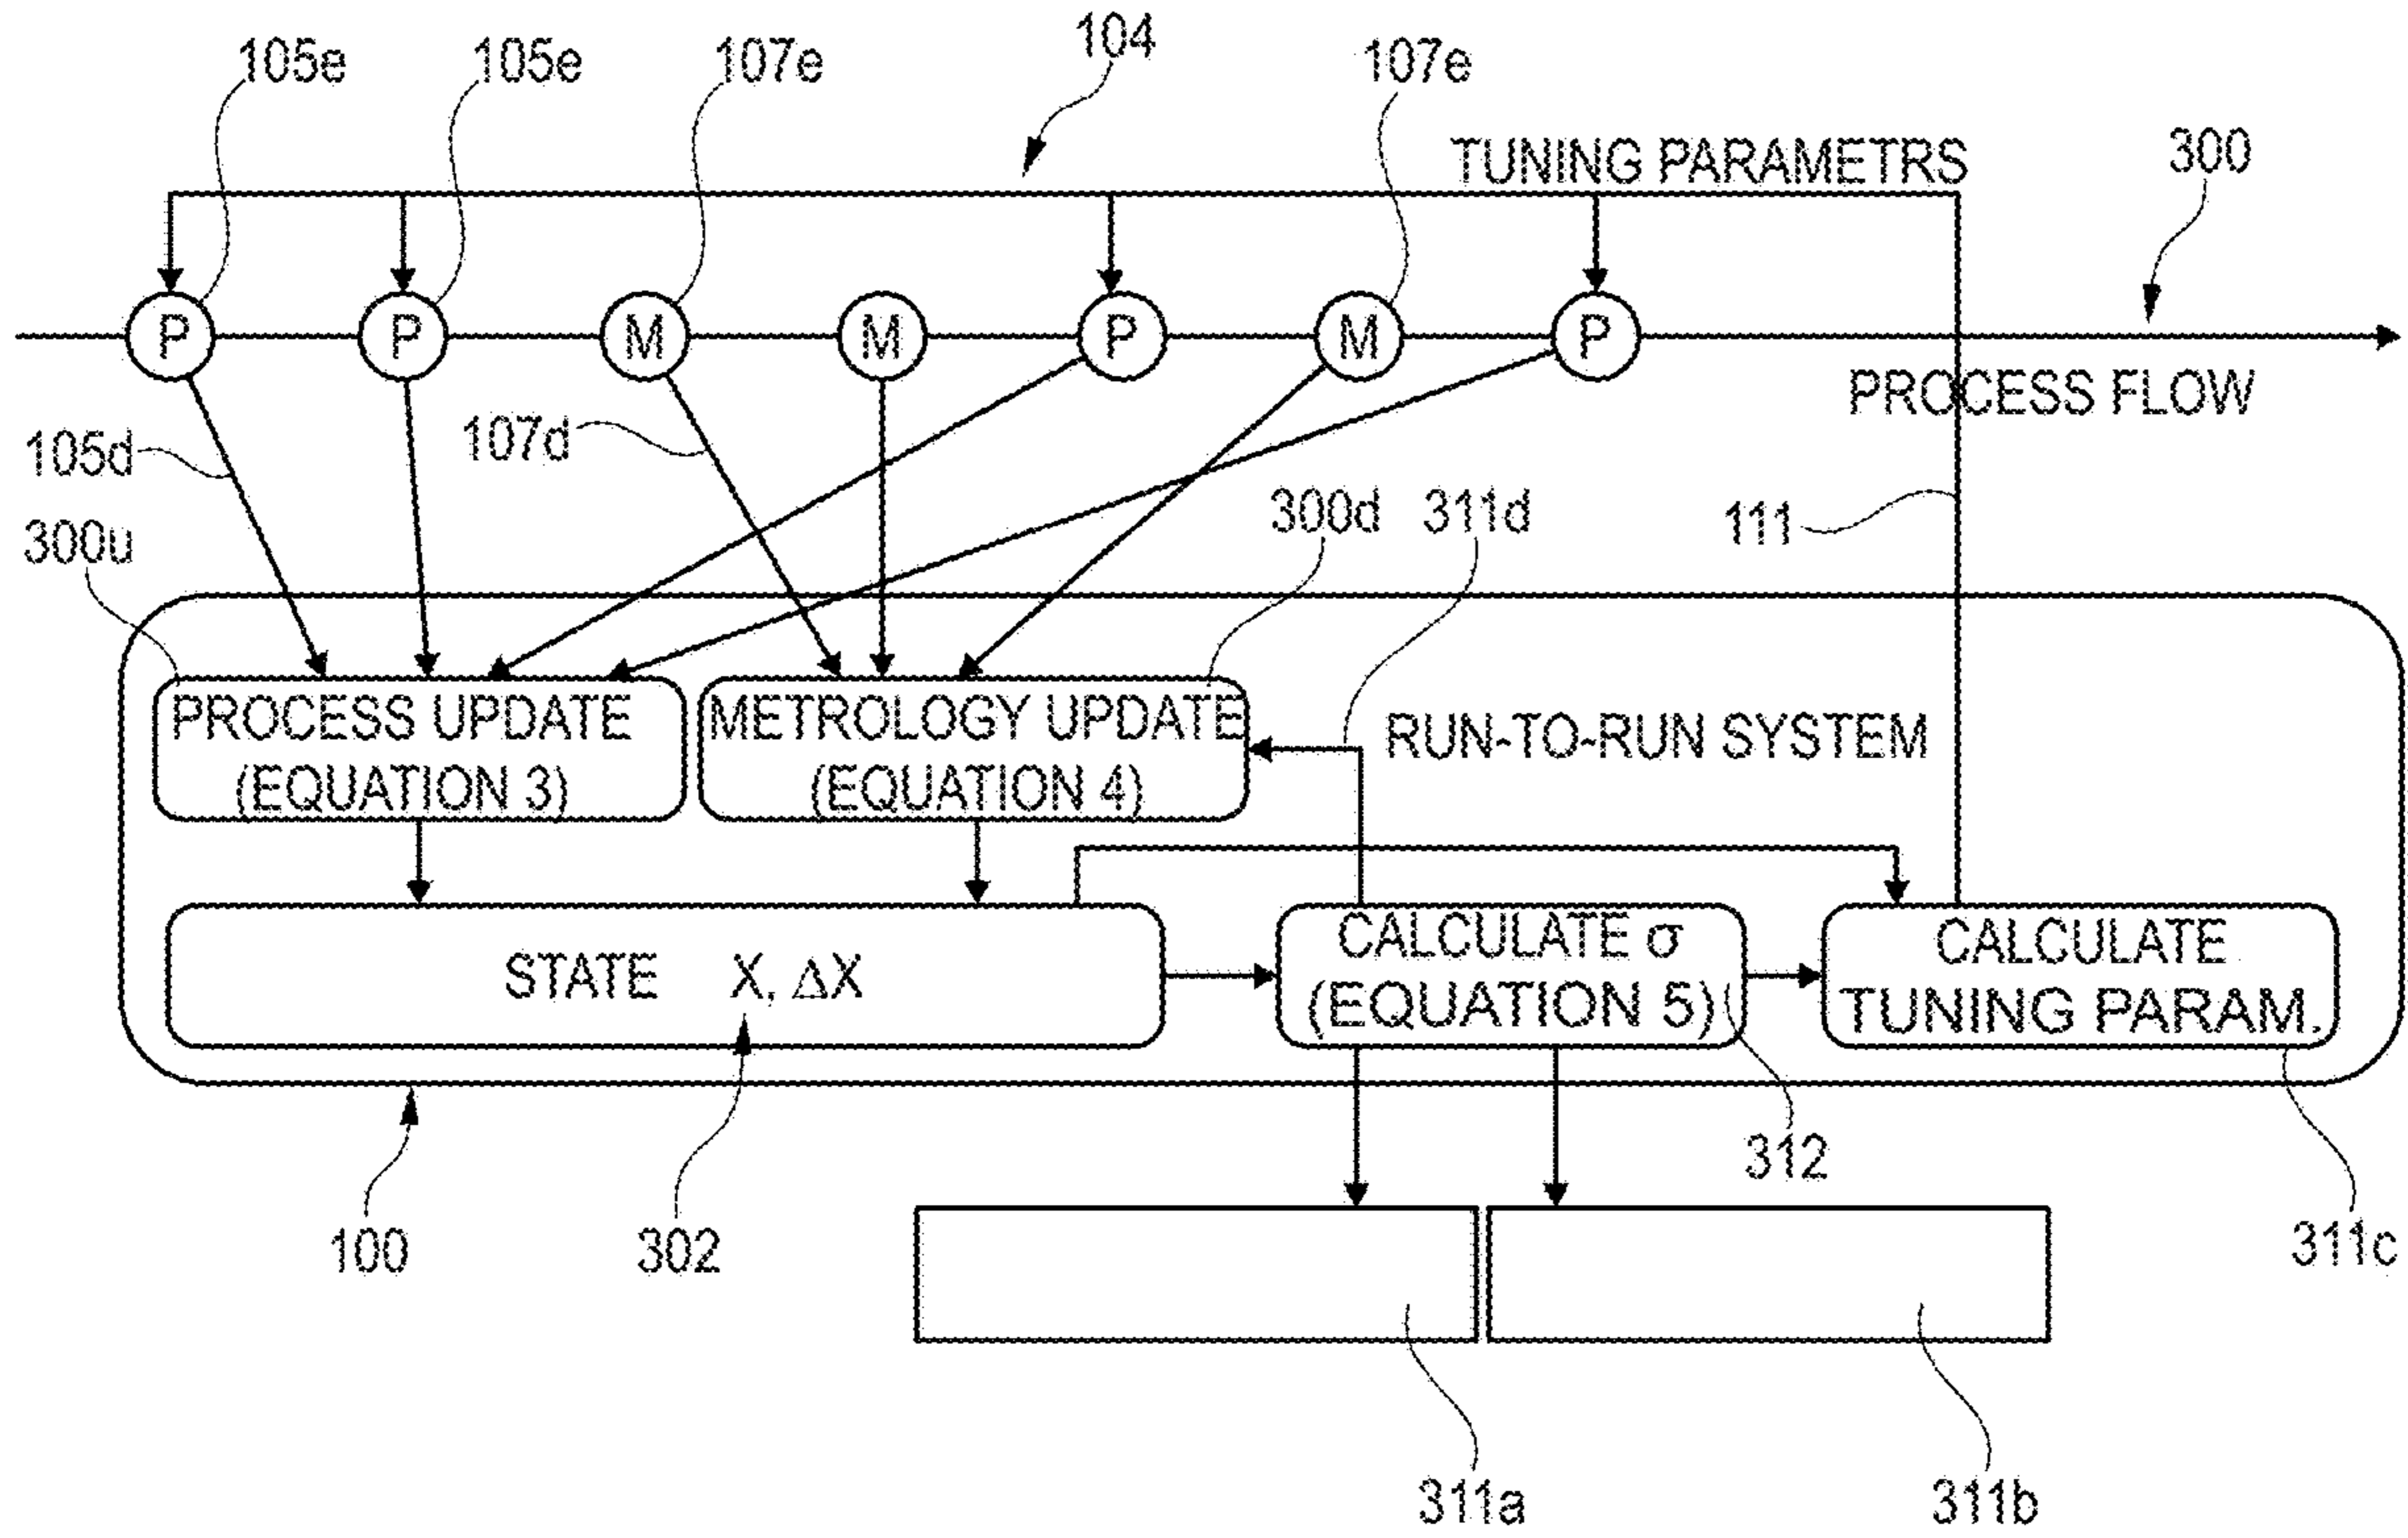 104
105e 105e 107e 107e
TUNING PARAMETRS 300
P P M M P M P
PROCESS FLOW
105d 107d
300u 300d 311d 111
PROCESS UPDATE
(EQUATION 3)
METROLOGY UPDATE
(EQUATION 4)
RUN-TO-RUN SYSTEM
STATE X, ΔX
CALCULATE σ
(EQUATION 5)
CALCULATE
TUNING PARAM.
312
100 302 311c
311a 311b